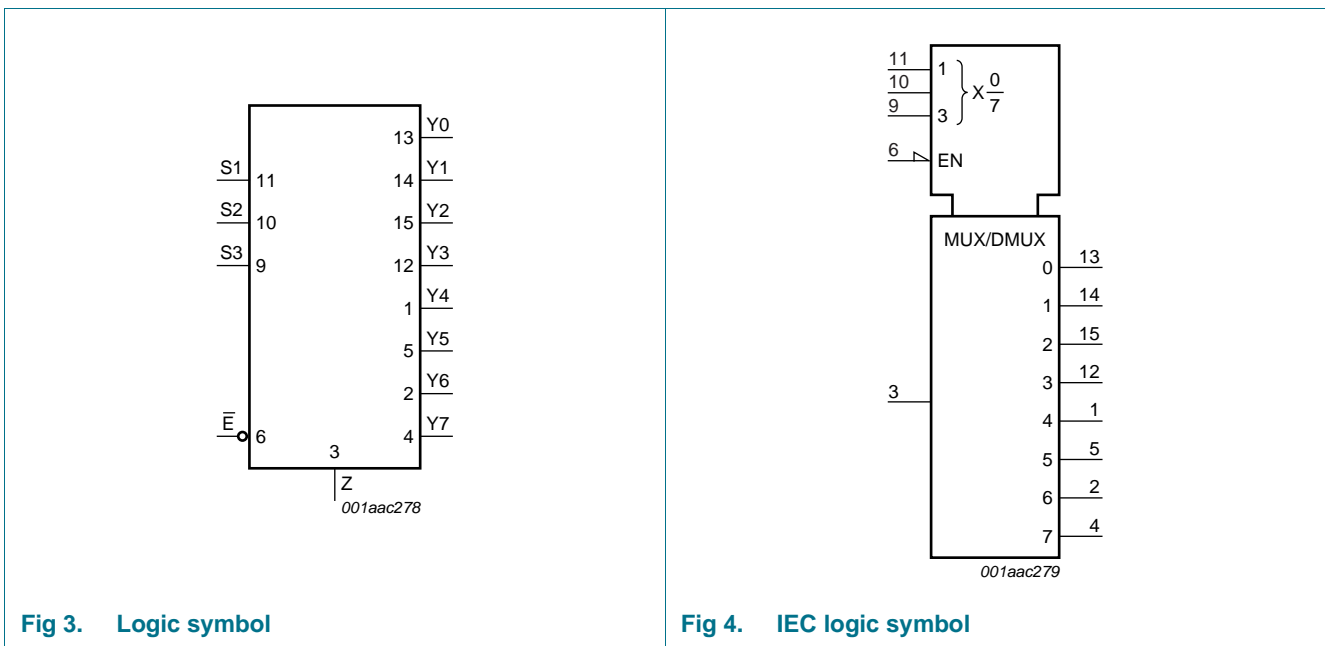 S1
S2
S3
E̅
11
10
9
6
13
14
15
12
1
5
2
4
Y0
Y1
Y2
Y3
Y4
Y5
Y6
Y7
3
Z
001aac278
Fig 3. Logic symbol
11
10
9
6
1
3
} X 0/7
EN
MUX/DMUX
3
0
1
2
3
4
5
6
7
13
14
15
12
1
5
2
4
001aac279
Fig 4. IEC logic symbol